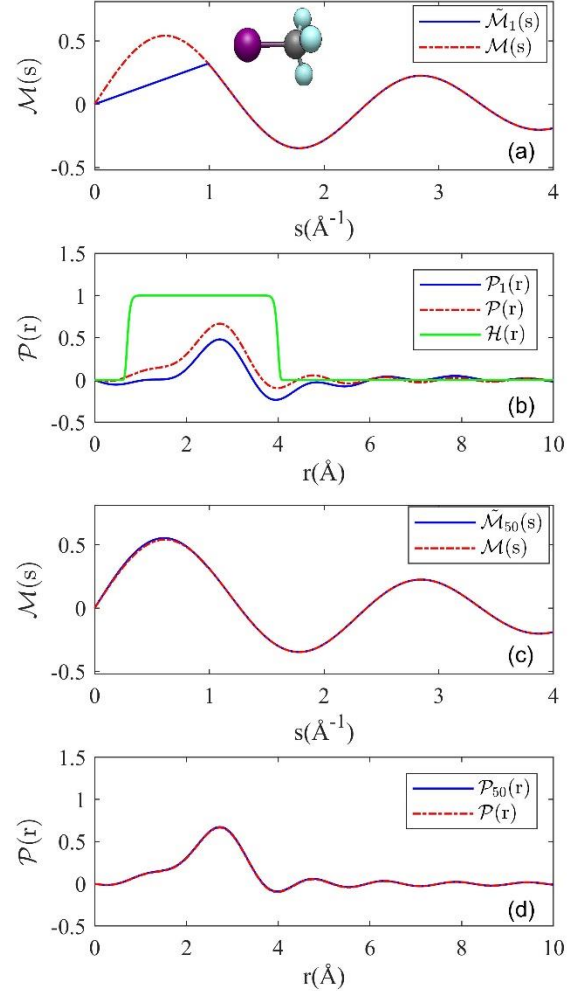 0.5
0
-0.5
ℳ(s)
0 1 2 3 4
s(Å⁻¹)
ℳ̃₁(s)
ℳ(s)
(a)
1.5
1
0.5
0
-0.5
𝒫(r)
0 2 4 6 8 10
r(Å)
𝒫₁(r)
𝒫(r)
ℋ(r)
(b)
0.5
0
-0.5
ℳ(s)
0 1 2 3 4
s(Å⁻¹)
ℳ̃₅₀(s)
ℳ(s)
(c)
1.5
1
0.5
0
-0.5
𝒫(r)
0 2 4 6 8 10
r(Å)
𝒫₅₀(r)
𝒫(r)
(d)